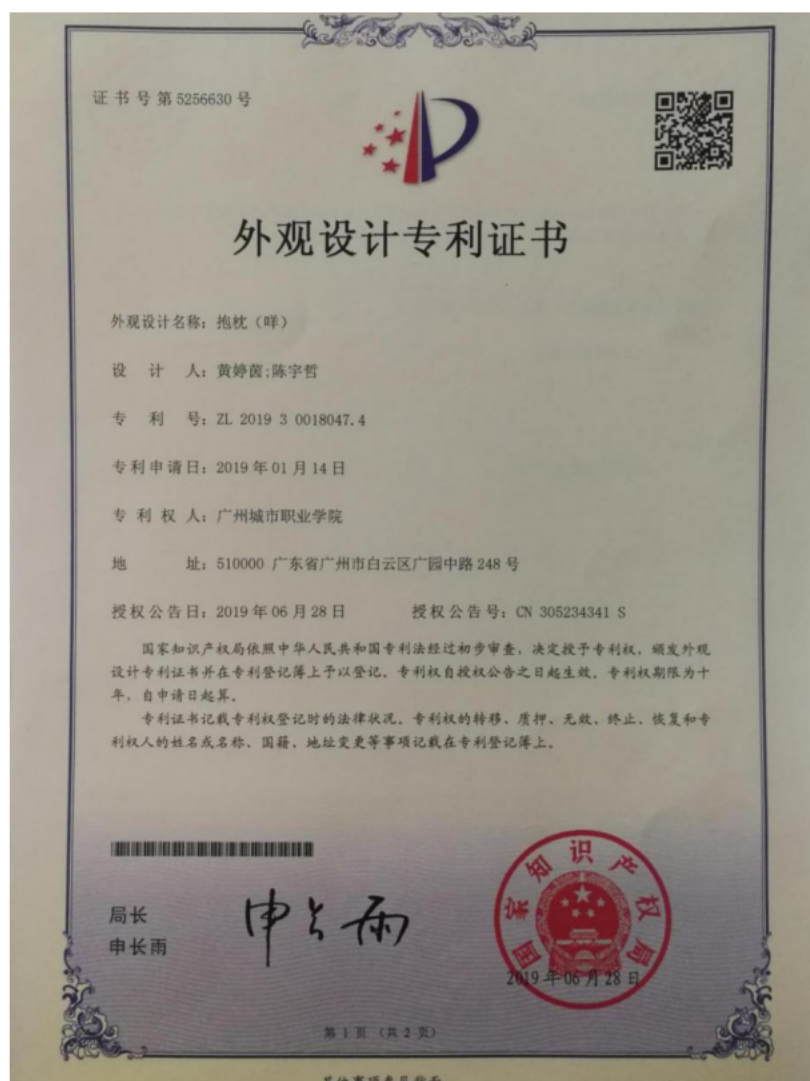 证书号第5256630号
外观设计专利证书
外观设计名称：抱枕（咩）
设 计 人：黄婷茵;陈宇哲
专 利 号：ZL 2019 3 0018047.4
专利申请日：2019年01月14日
专 利 权 人：广州城市职业学院
地 址：510000 广东省广州市白云区广园中路248号
授权公告日：2019年06月28日 授权公告号：CN 305234341 S
国家知识产权局依照中华人民共和国专利法经过初步审查，决定授予专利权，颁发外观
设计专利证书并在专利登记簿上予以登记。专利权自授权公告之日起生效。专利权期限为十
年，自申请日起算。
专利证书记载专利权登记时的法律状况。专利权的转移、质押、无效、终止、恢复和专
利权人的姓名或名称、国籍、地址变更等事项记载在专利登记簿上。
局长
申长雨
申长雨
国家知识产权局
2019年06月28日
第 1 页 （共 2 页）